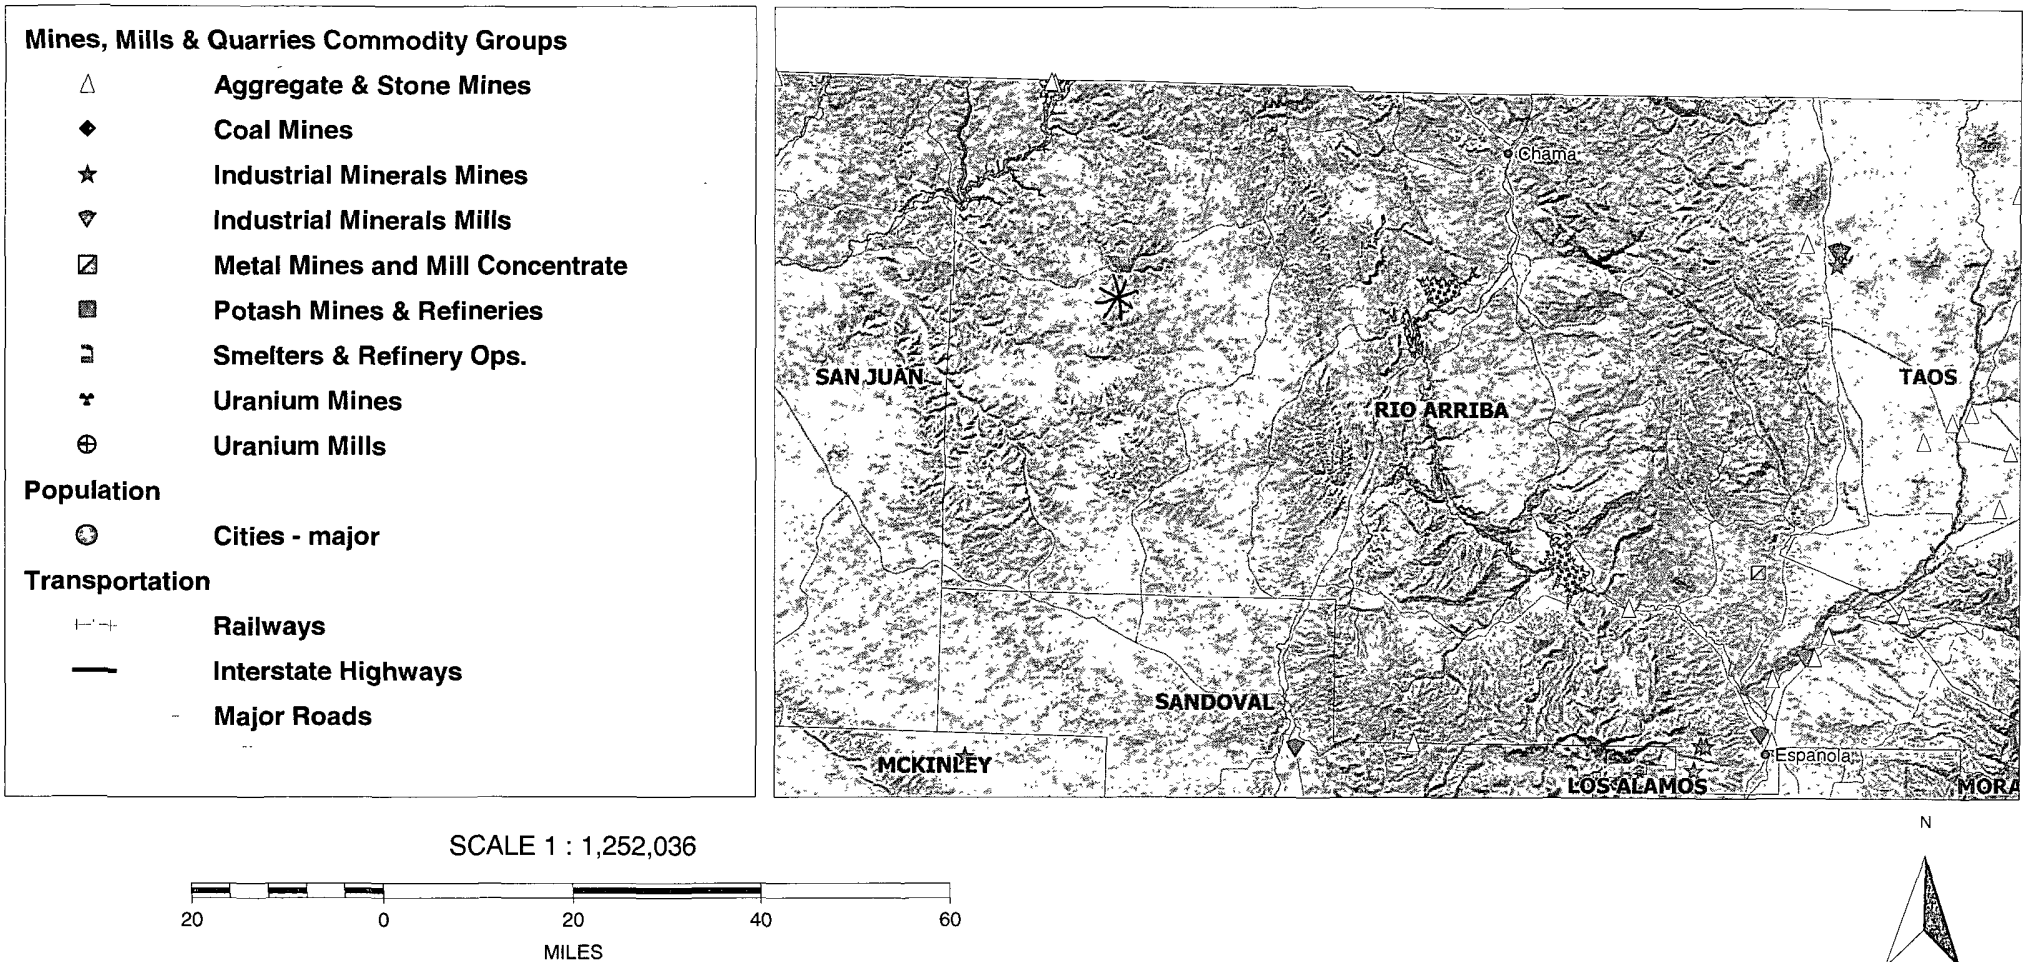 Mines, Mills & Quarries Commodity Groups
Aggregate & Stone Mines
Coal Mines
Industrial Minerals Mines
Industrial Minerals Mills
Metal Mines and Mill Concentrate
Potash Mines & Refineries
Smelters & Refinery Ops.
Uranium Mines
Uranium Mills
Population
Cities - major
Transportation
Railways
Interstate Highways
Major Roads
Chama
SAN JUAN
TAOS
RIO ARRIBA
SANDOVAL
MCKINLEY
Espanola
LOS ALAMOS
MORA
SCALE 1 : 1,252,036
20 0 20 40 60
MILES
N